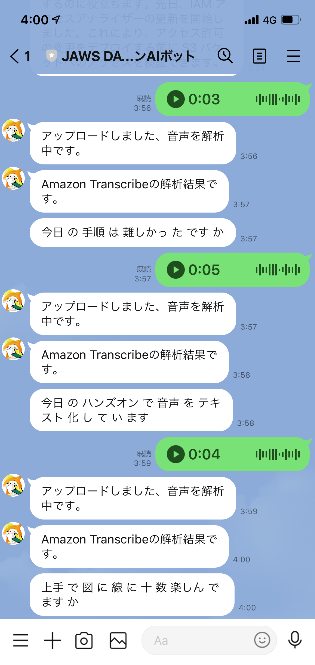 4:00
4G
1
JAWS DA...ンAIボット
既読
3:56
0:03
アップロードしました、音声を解析
中です。
3:56
Amazon Transcribeの解析結果で
す。
3:57
今日 の 手順 は 難しかっ た です か
3:57
既読
3:57
0:05
アップロードしました、音声を解析
中です。
3:57
Amazon Transcribeの解析結果で
す。
3:58
今日 の ハンズオン で 音声 を テキ
スト 化 し て い ます
3:58
既読
3:59
0:04
アップロードしました、音声を解析
中です。
3:59
Amazon Transcribeの解析結果で
す。
4:00
上手 で 図 に 線 に 十 数 楽しん で
ます か
4:00
Aa